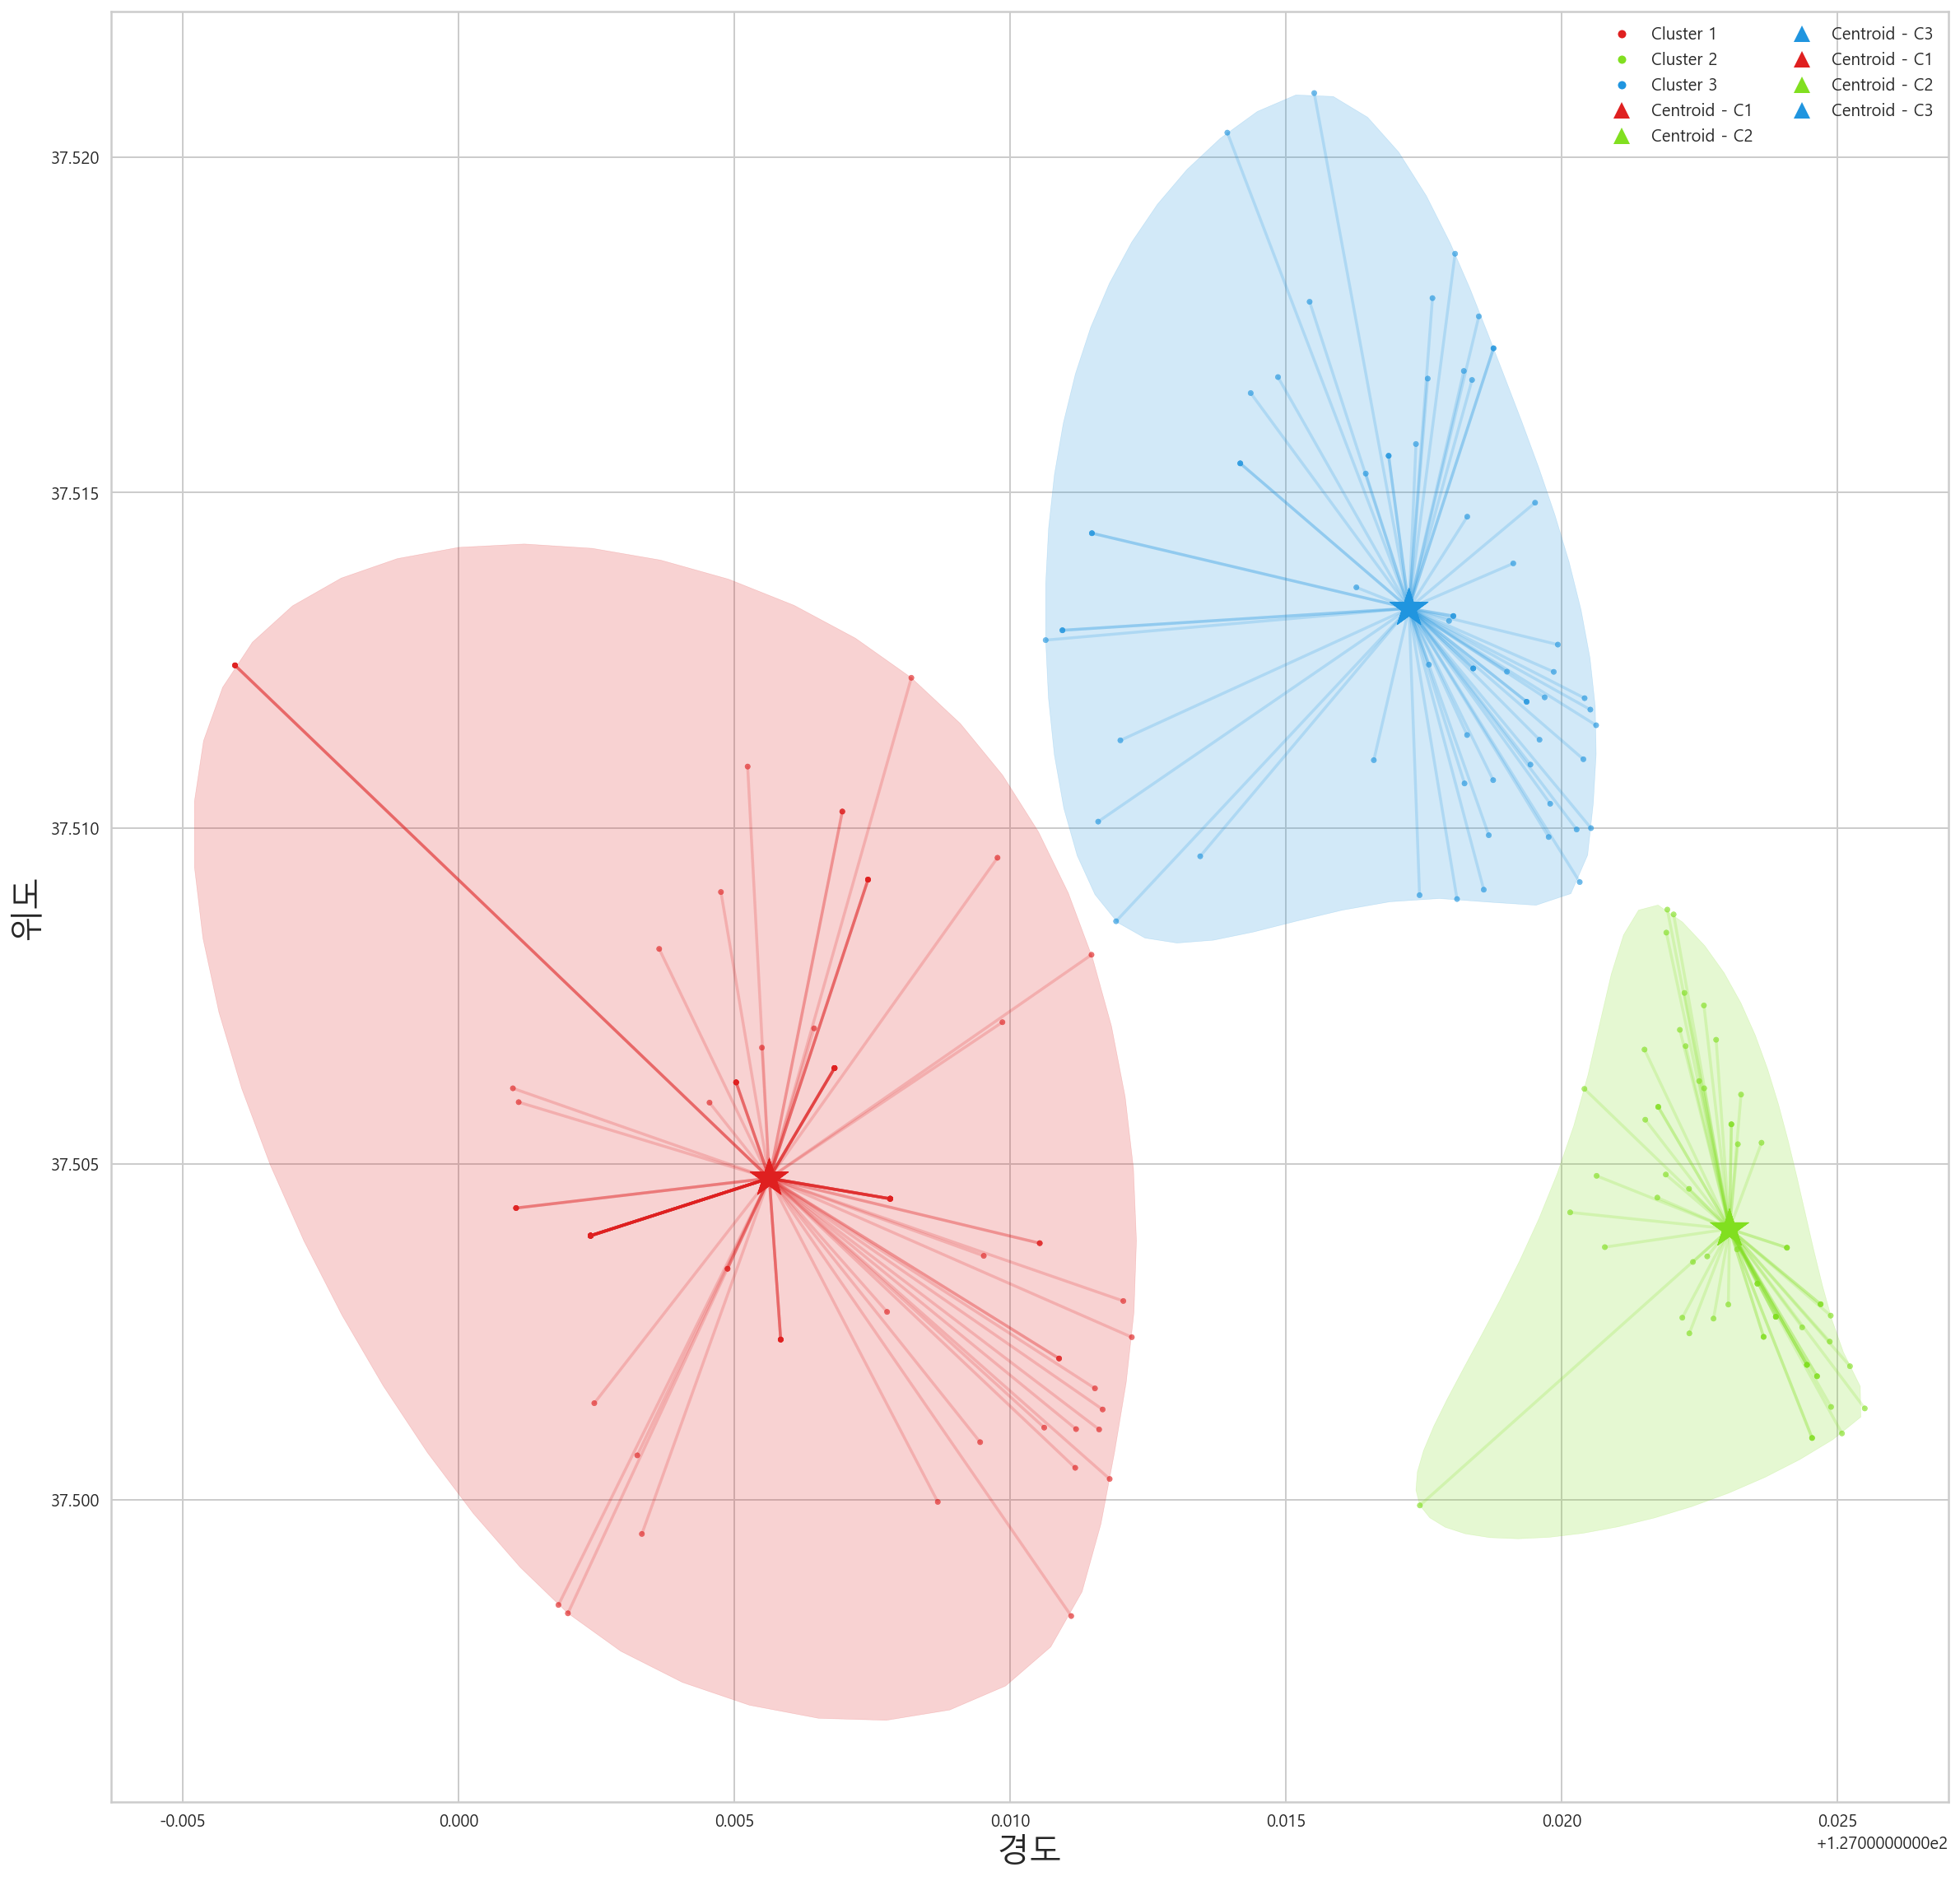 Cluster 1
Cluster 2
Cluster 3
Centroid - C1
Centroid - C2
Centroid - C3
Centroid - C1
Centroid - C2
Centroid - C3
37.520
37.515
37.510
37.505
37.500
위도
-0.005
0.000
0.005
0.010
0.015
0.020
0.025
+1.2700000000e2
경도